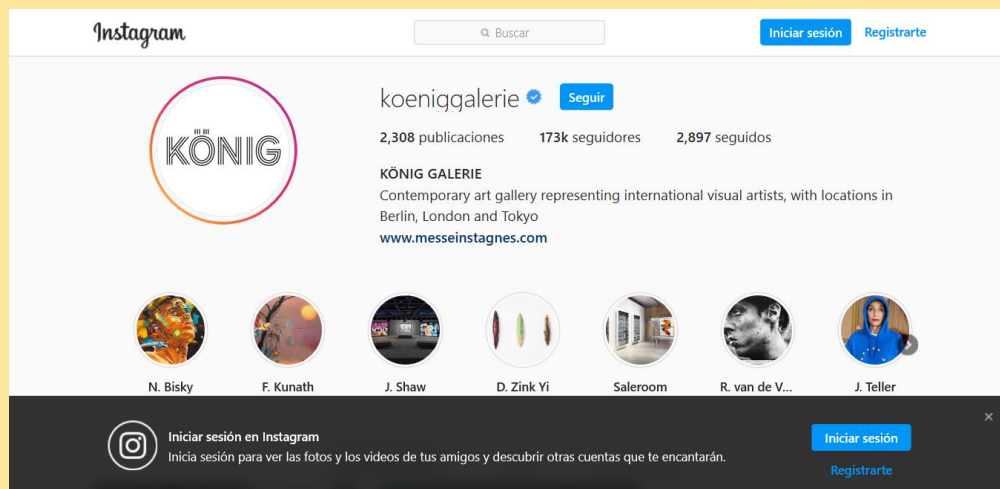 Instagram
Buscar
Iniciar sesión Registrarte
KÖNIG
koeniggalerie Seguir
2,308 publicaciones 173k seguidores 2,897 seguidos
KÖNIG GALERIE
Contemporary art gallery representing international visual artists, with locations in
Berlin, London and Tokyo
www.messeinstagnes.com
N. Bisky F. Kunath J. Shaw D. Zink Yi Saleroom R. van de V... J. Teller
Iniciar sesión en Instagram
Inicia sesión para ver las fotos y los videos de tus amigos y descubrir otras cuentas que te encantarán.
Iniciar sesión
Registrarte